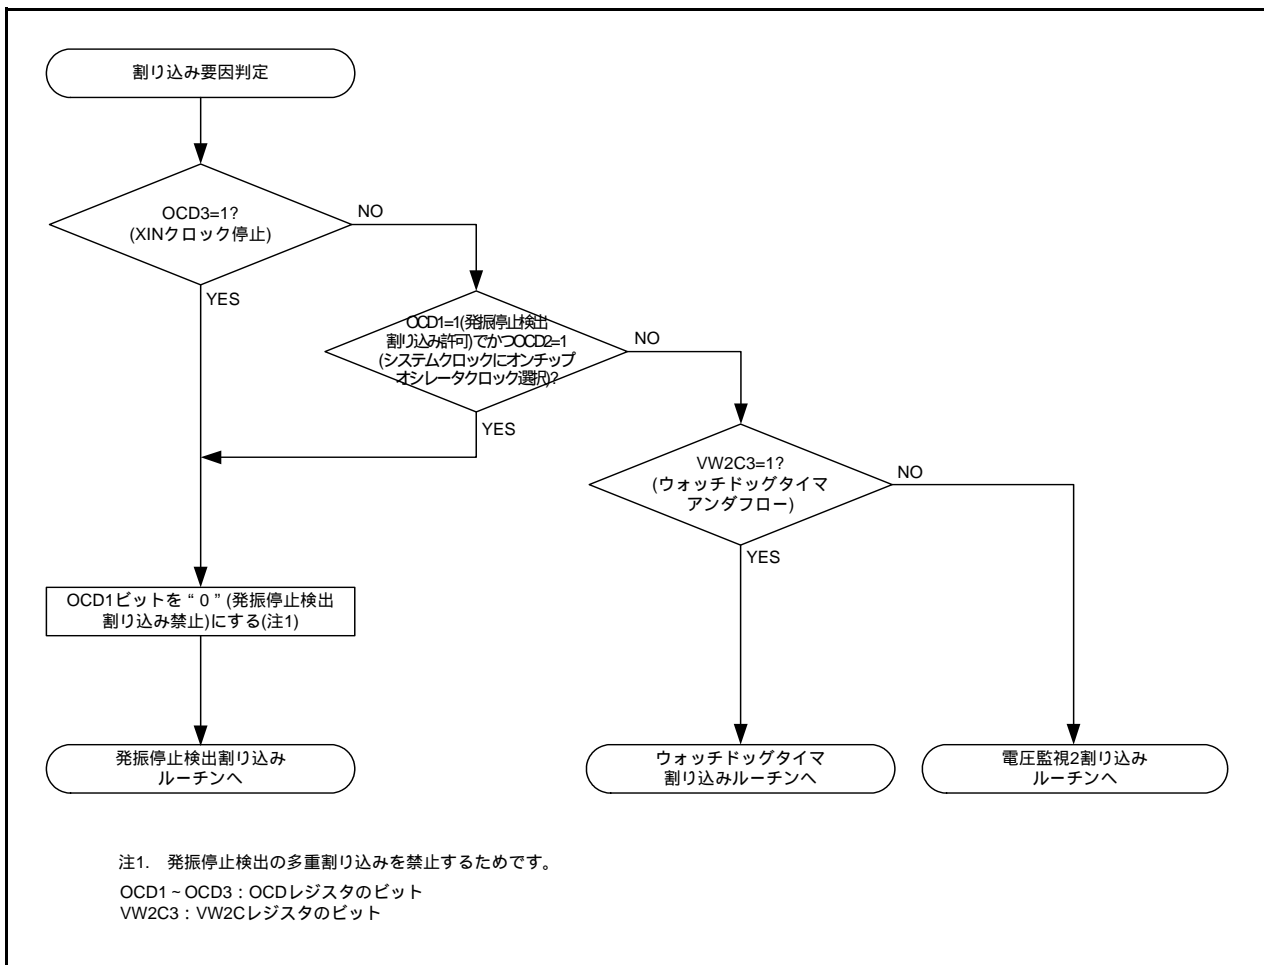 割り込み要因判定
OCD3=1?
(XINクロック停止)
NO
YES
OCD1=1(発振停止検出
割り込み許可)でかつOCD2=1
(システムクロックにオンチップ
オシレータクロック選択)?
NO
YES
VW2C3=1?
(ウォッチドッグタイマ
アンダフロー)
NO
YES
OCD1ビットを“0”(発振停止検出
割り込み禁止)にする(注1)
発振停止検出割り込み
ルーチンへ
ウォッチドッグタイマ
割り込みルーチンへ
電圧監視2割り込み
ルーチンへ
注1. 発振停止検出の多重割り込みを禁止するためです。
OCD1~OCD3:OCDレジスタのビット
VW2C3:VW2Cレジスタのビット